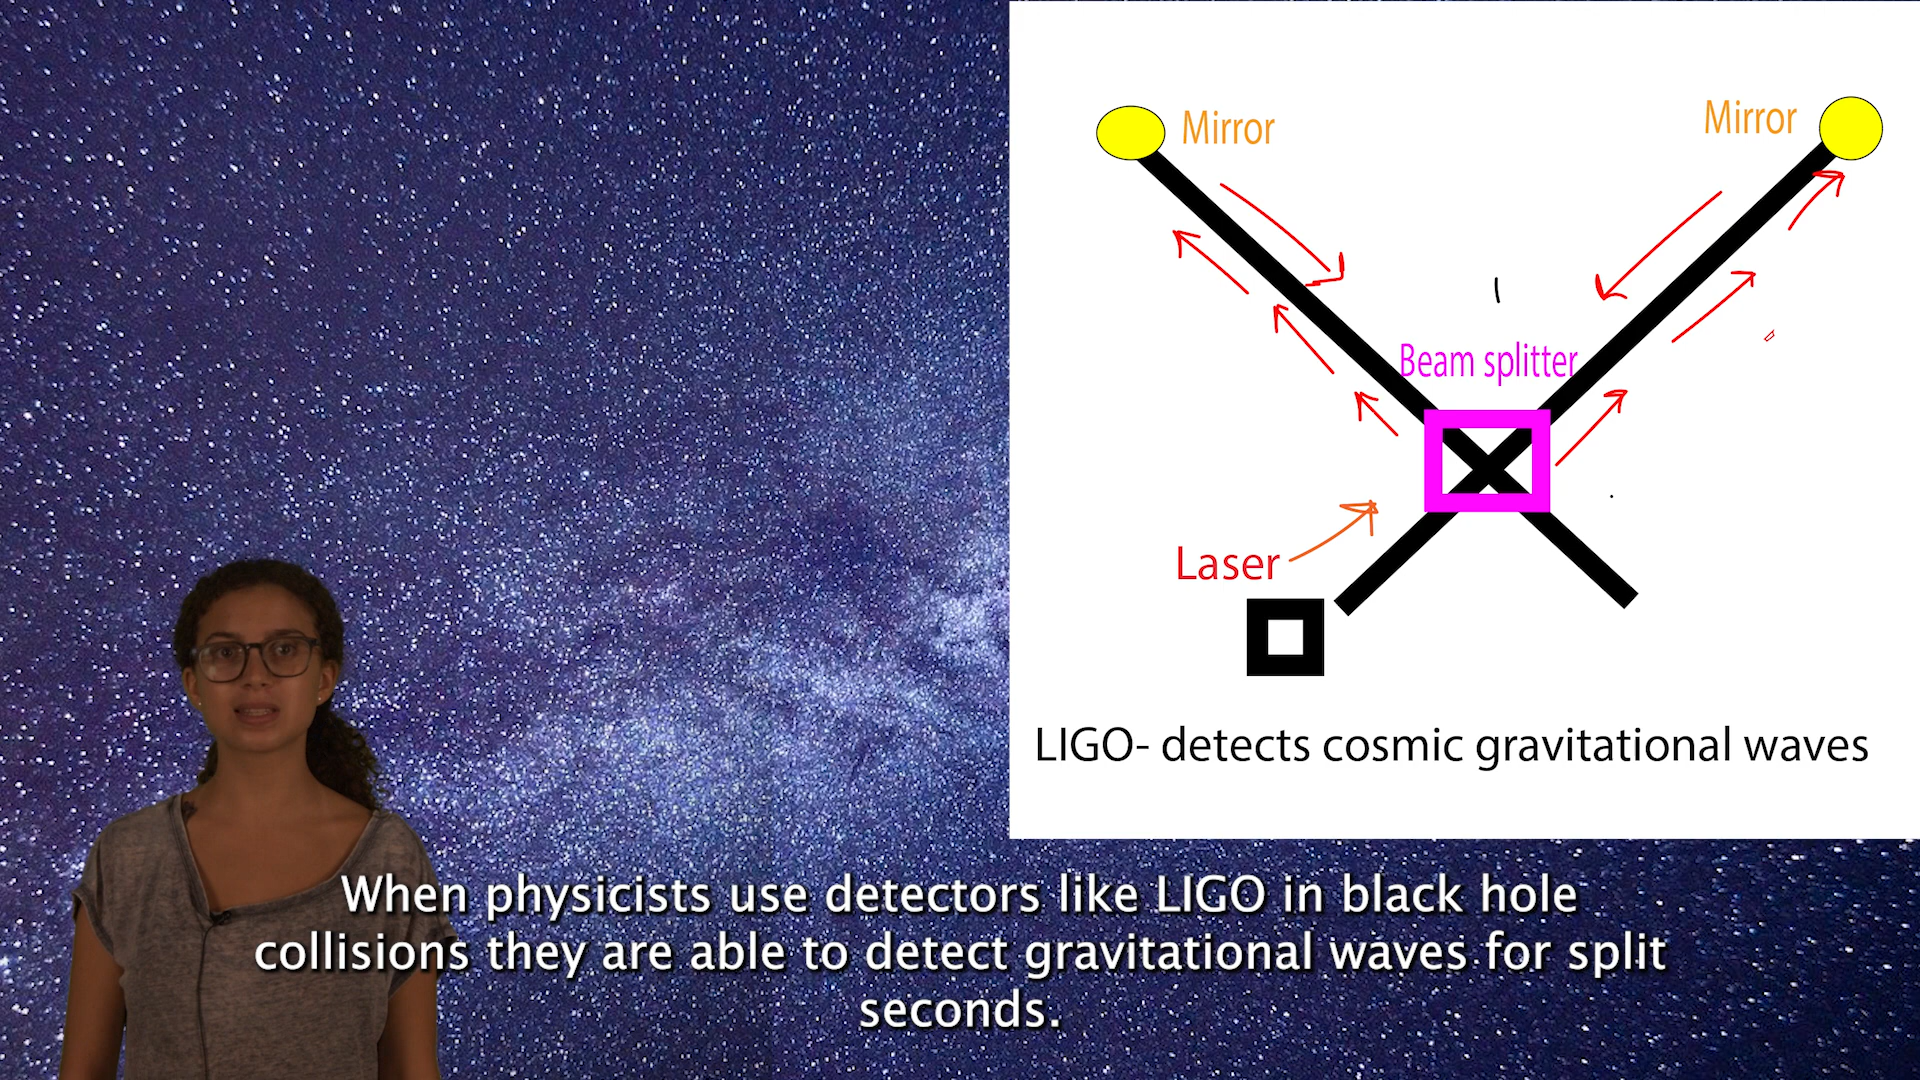 Mirror
Mirror
Beam splitter
Laser
LIGO- detects cosmic gravitational waves
When physicists use detectors like LIGO in black hole
collisions they are able to detect gravitational waves for split
seconds.